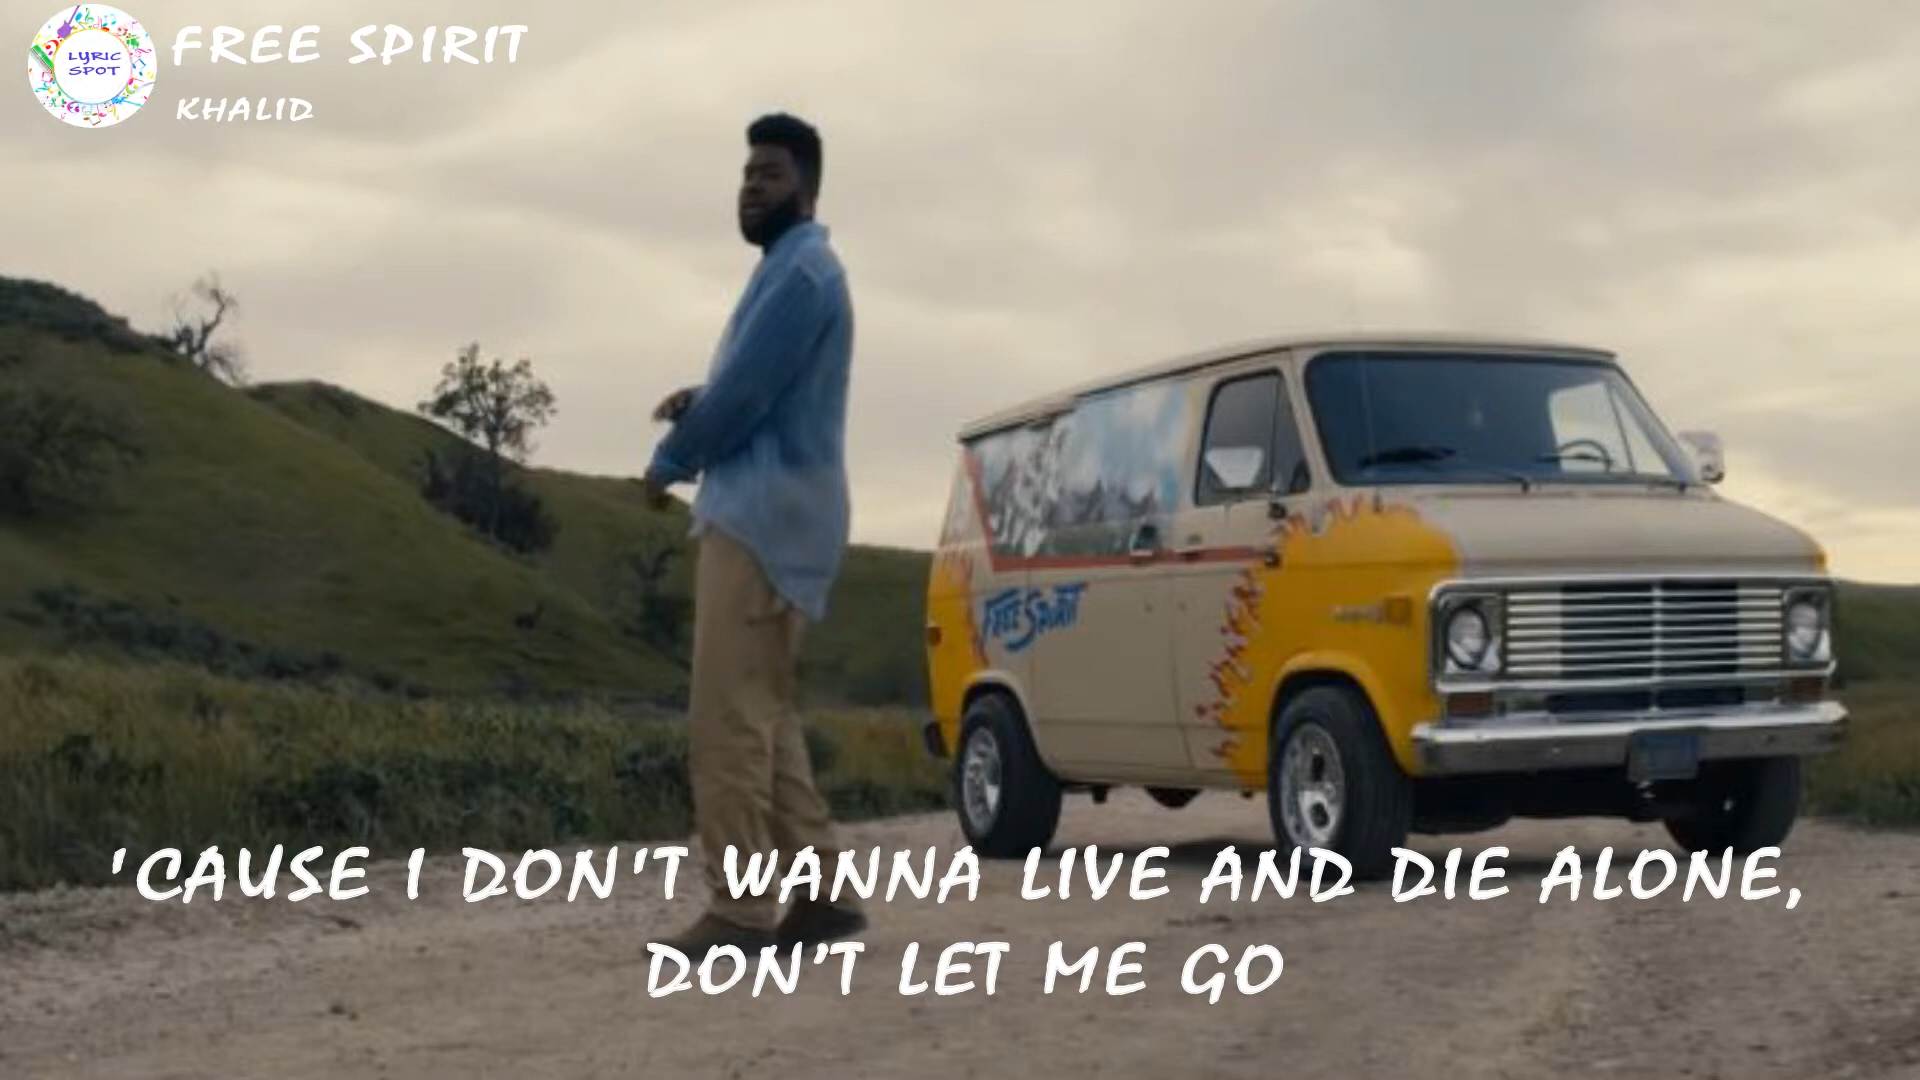 LYRIC
SPOT
FREE SPIRIT
KHALID
FREE SPIRIT
'CAUSE I DON'T WANNA LIVE AND DIE ALONE,
DON'T LET ME GO